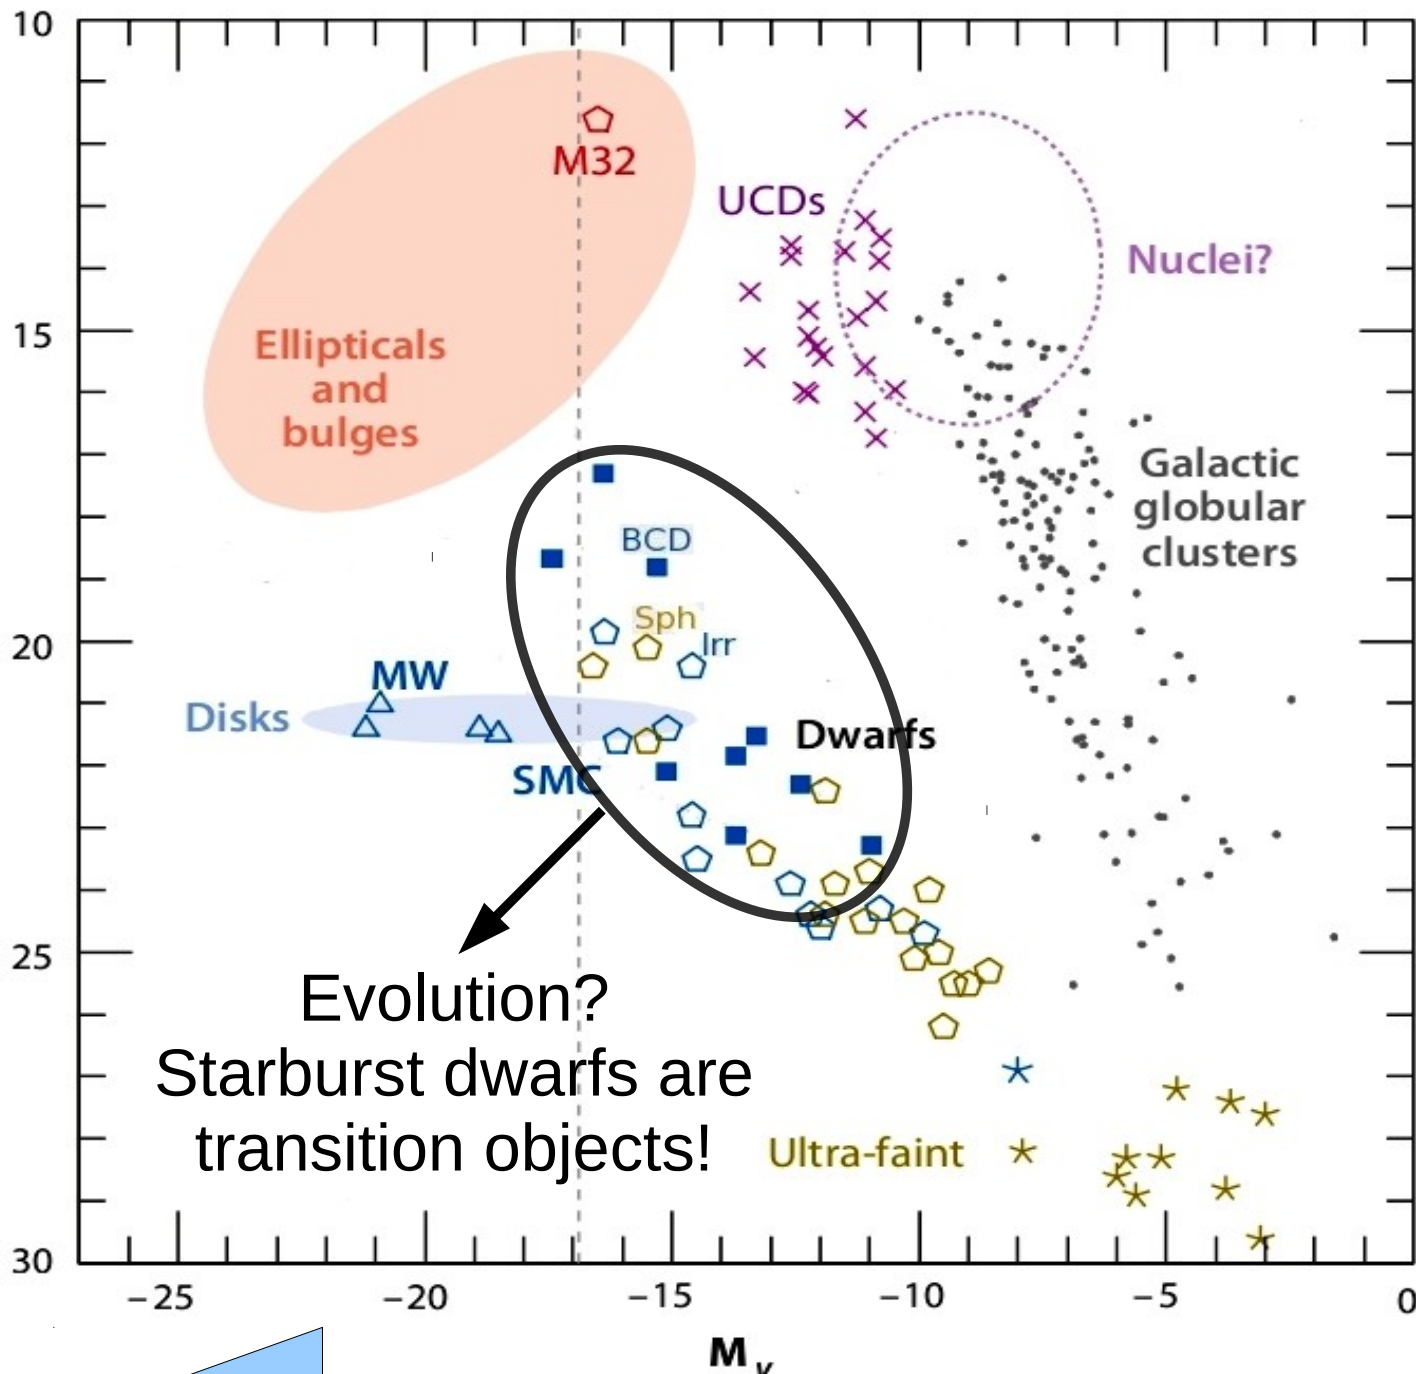 10
M32
UCDs
Nuclei?
15
Ellipticals
and
bulges
Galactic
globular
clusters
BCD
Sph
Irr
20
MW
Disks
Dwarfs
SMC
25
Evolution?
Starburst dwarfs are
transition objects!
Ultra-faint
30
−25
−20
−15
−10
−5
0
M_V